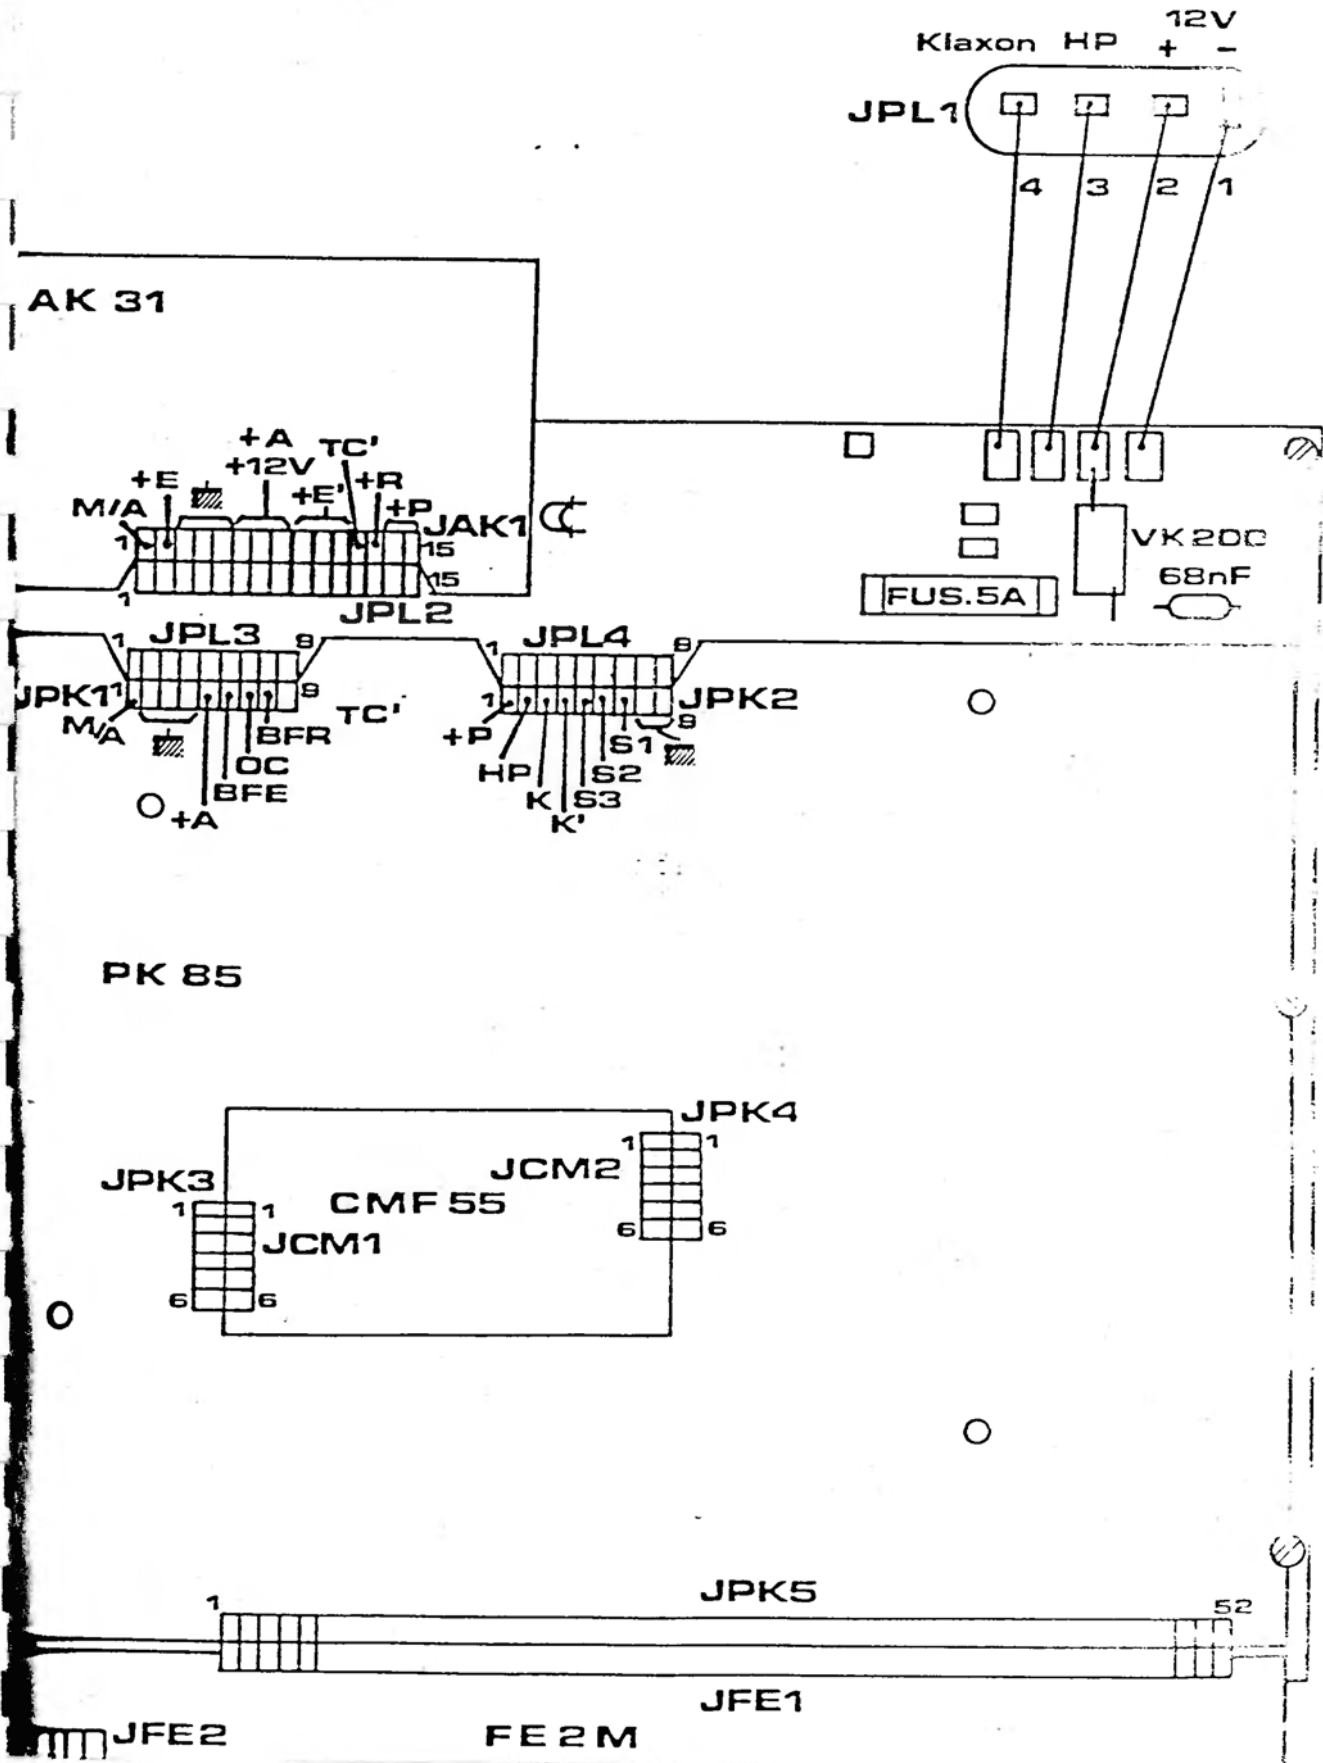 12V
Klaxon HP + -
JPL1
4 3 2 1
AK 31
+A TC'
+12V
+E +E' +R
M/A +P
JAK1
1 15
1 15
JPL2
VK200
68nF
FUS.5A
1 JPL3 9
1 JPL4 8
JPK1 1 9
1 JPK2
9
M/A TC'
BFR
OC
BFE
+A
+P
S1
HP S2
K S3
K'
PK 85
JPK4
1 1
JCM2
JPK3
1 1
CMF 55
6 6
JCM1
6 6
JPK5
1 52
JFE1
JFE2 FE 2 M